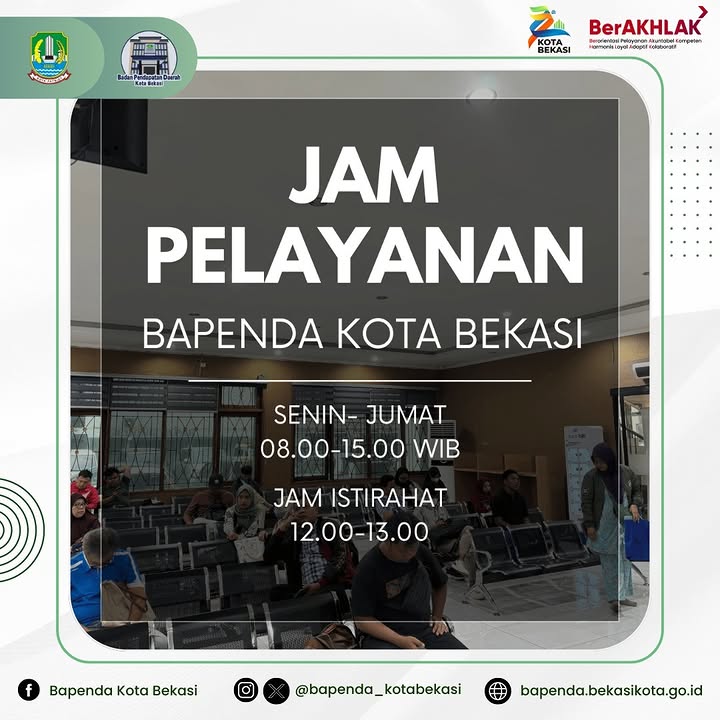 Badan Pendapatan Daerah
Kota Bekasi
KOTA
BEKASI
BerAKHLAK
Berorientasi Pelayanan Akuntabel Kompeten
Harmonis Loyal Adaptif Kolaboratif
JAM
PELAYANAN
BAPENDA KOTA BEKASI
SENIN- JUMAT
08.00-15.00 WIB
JAM ISTIRAHAT
12.00-13.00
Bapenda Kota Bekasi
@bapenda_kotabekasi
bapenda.bekasikota.go.id